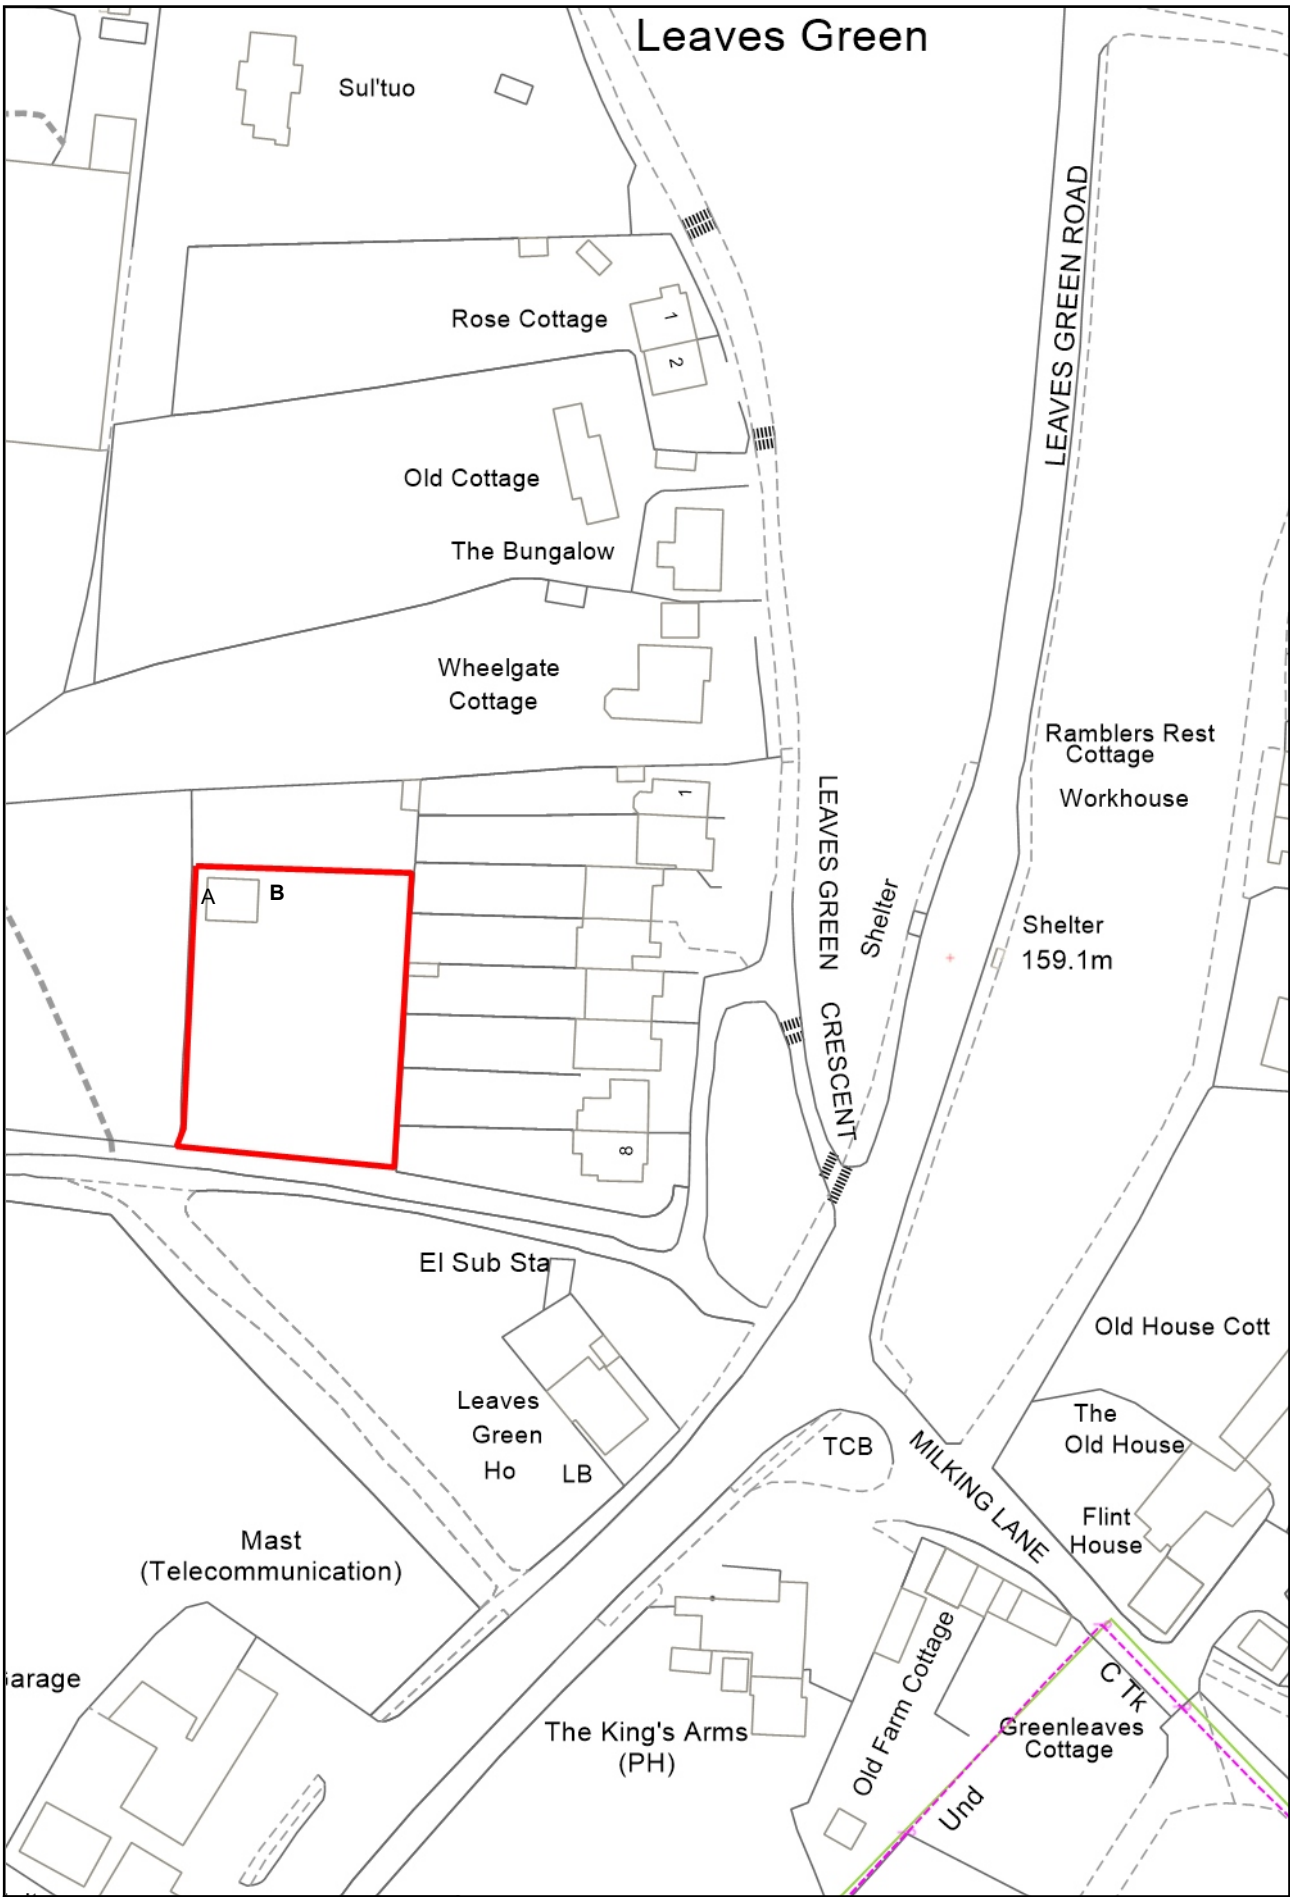 Leaves Green
Sul'tuo
LEAVES GREEN ROAD
Rose Cottage
1
2
Old Cottage
The Bungalow
Wheelgate
Cottage
Ramblers Rest
Cottage
Workhouse
1
LEAVES GREEN CRESCENT
A
B
Shelter
Shelter
159.1m
8
El Sub Sta
Old House Cott
Leaves
Green
Ho
LB
TCB
The
Old House
MILKING LANE
Flint
House
Mast
(Telecommunication)
arage
The King's Arms
(PH)
Old Farm Cottage
C Tk
Greenleaves
Cottage
Und